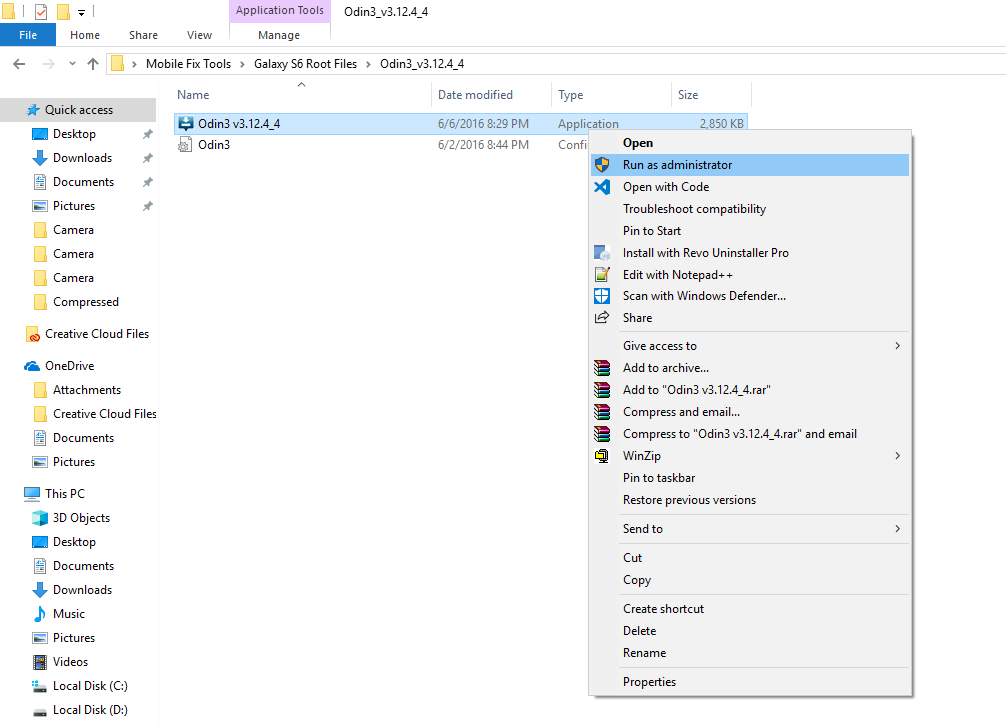 Application Tools
Odin3_v3.12.4_4
File
Home
Share
View
Manage
Mobile Fix Tools
Galaxy S6 Root Files
Odin3_v3.12.4_4
Name
Date modified
Type
Size
Quick access
Desktop
Downloads
Documents
Pictures
Camera
Camera
Camera
Compressed
Creative Cloud Files
OneDrive
Attachments
Creative Cloud Files
Documents
Pictures
This PC
3D Objects
Desktop
Documents
Downloads
Music
Pictures
Videos
Local Disk (C:)
Local Disk (D:)
Odin3 v3.12.4_4 6/6/2016 8:29 PM Application 2,850 KB
Odin3 6/2/2016 8:44 PM Confi
Open
Run as administrator
Open with Code
Troubleshoot compatibility
Pin to Start
Install with Revo Uninstaller Pro
Edit with Notepad++
Scan with Windows Defender...
Share
Give access to
Add to archive...
Add to "Odin3 v3.12.4_4.rar"
Compress and email...
Compress to "Odin3 v3.12.4_4.rar" and email
WinZip
Pin to taskbar
Restore previous versions
Send to
Cut
Copy
Create shortcut
Delete
Rename
Properties